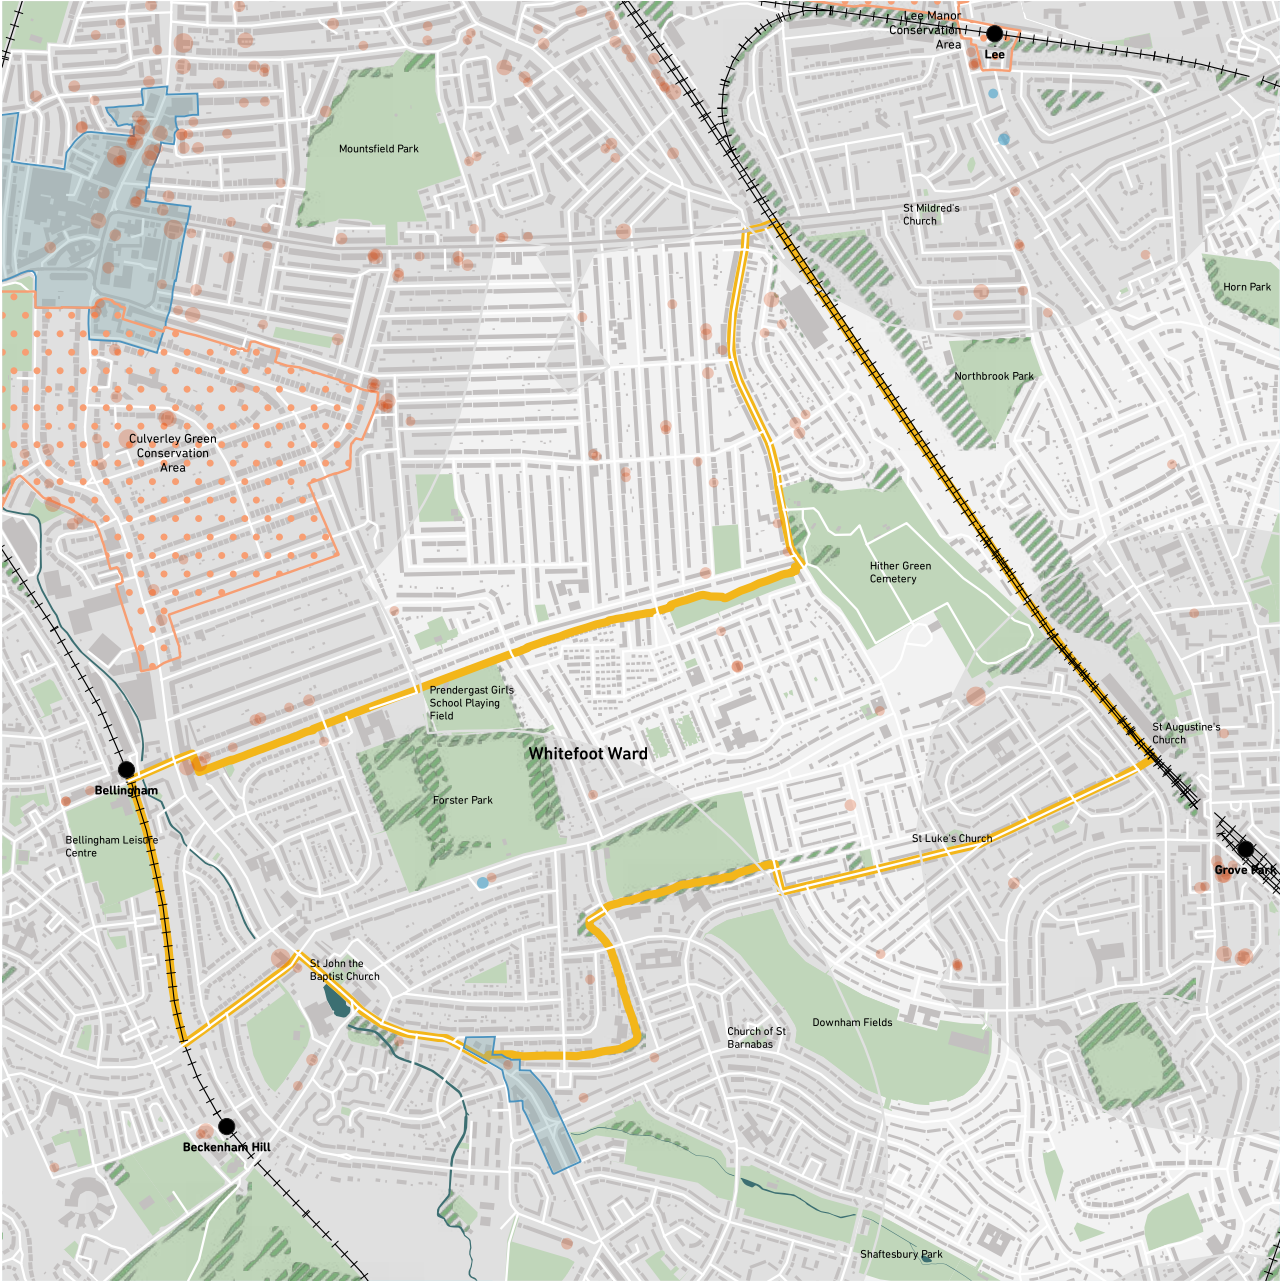 Lee Manor
Conservation
Area
Lee
Mountsfield Park
St Mildred's
Church
Horn Park
Northbrook Park
Culverley Green
Conservation
Area
Hither Green
Cemetery
Prendergast Girls
School Playing
Field
St Augustine's
Church
Whitefoot Ward
Bellingham
Forster Park
Bellingham Leisure
Centre
St Luke's Church
Grove Park
St John the
Baptist Church
Downham Fields
Church of St
Barnabas
Beckenham Hill
Shaftesbury Park